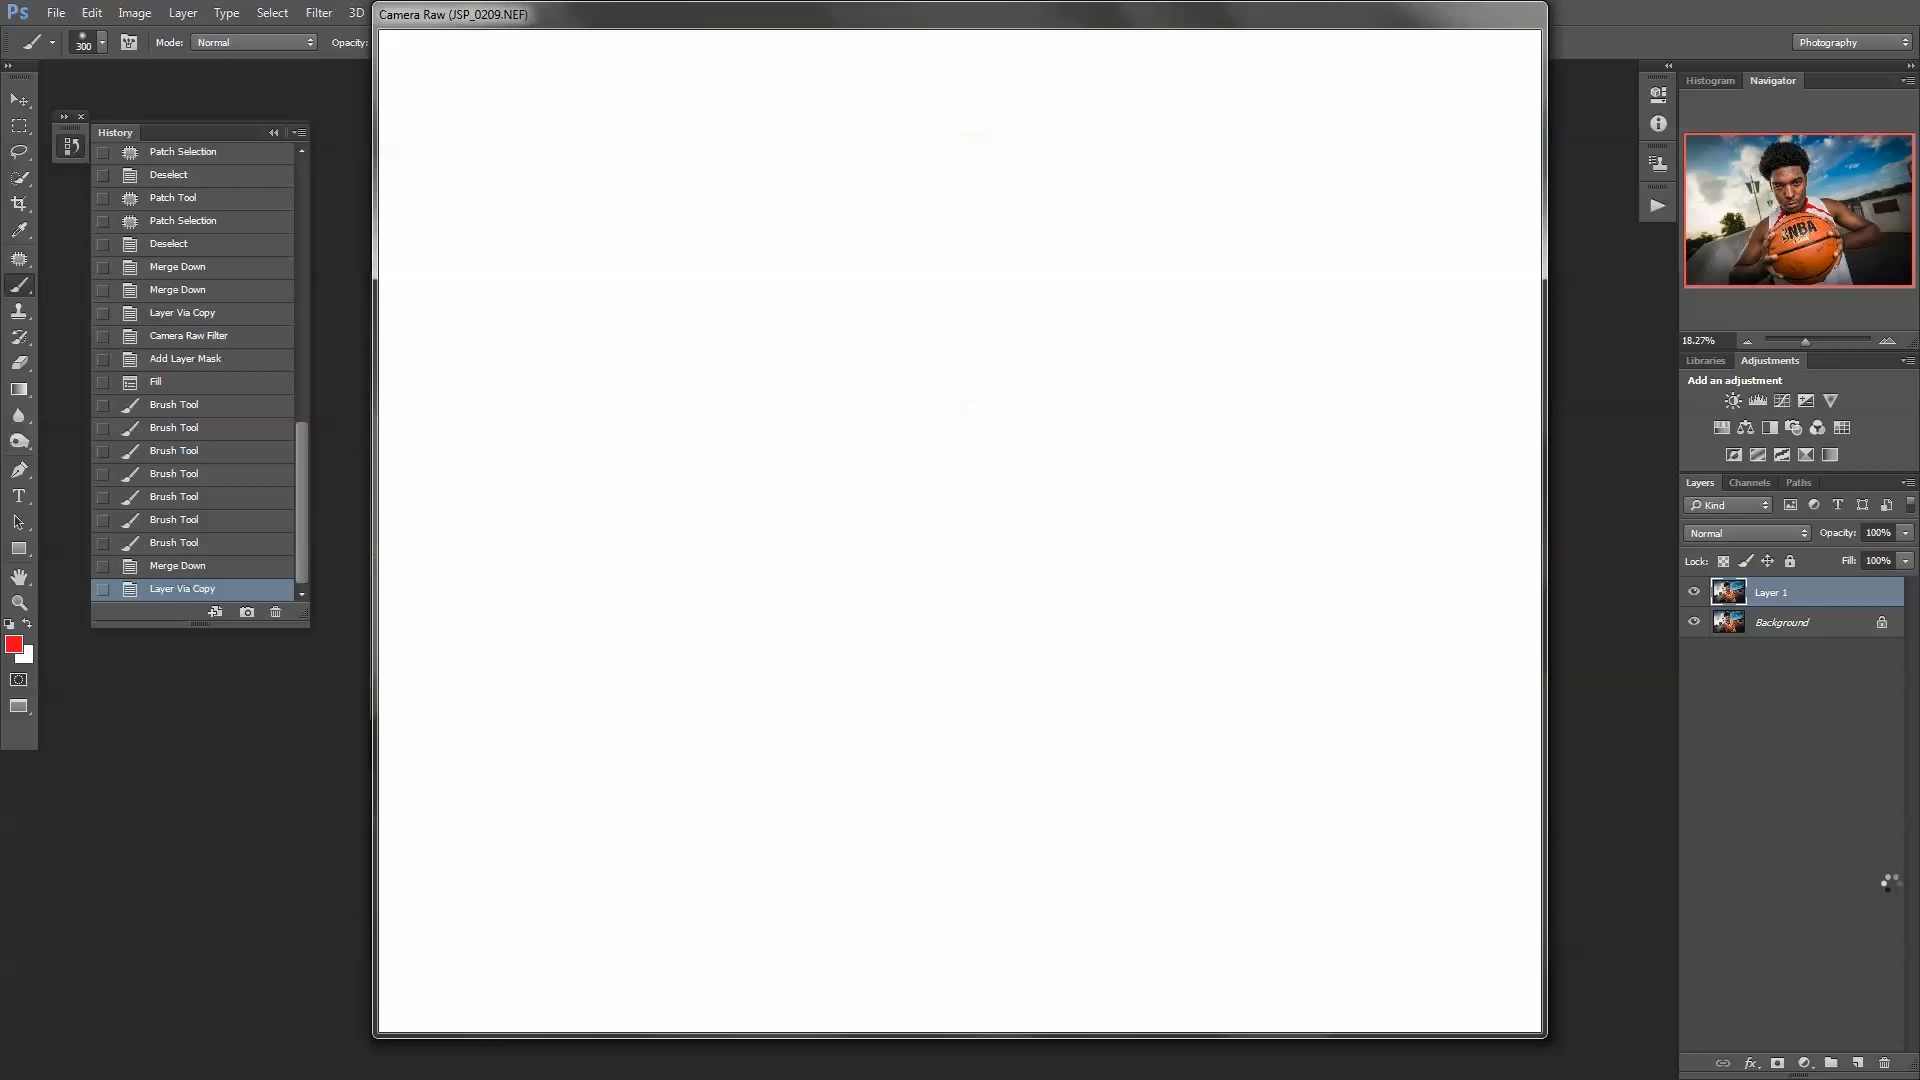 Ps File Edit Image Layer Type Select Filter 3D
Camera Raw (JSP_0209.NEF)
300 Mode: Normal Opacity:
Photography
Histogram Navigator
History
Patch Selection
Deselect
Patch Tool
Patch Selection
Deselect
Merge Down
Merge Down
Layer Via Copy
Camera Raw Filter
Add Layer Mask
Fill
Brush Tool
Brush Tool
Brush Tool
Brush Tool
Brush Tool
Brush Tool
Brush Tool
Merge Down
Layer Via Copy
NBA
18.27%
Libraries Adjustments
Add an adjustment
Layers Channels Paths
Kind
Normal Opacity: 100%
Lock: Fill: 100%
Layer 1
Background